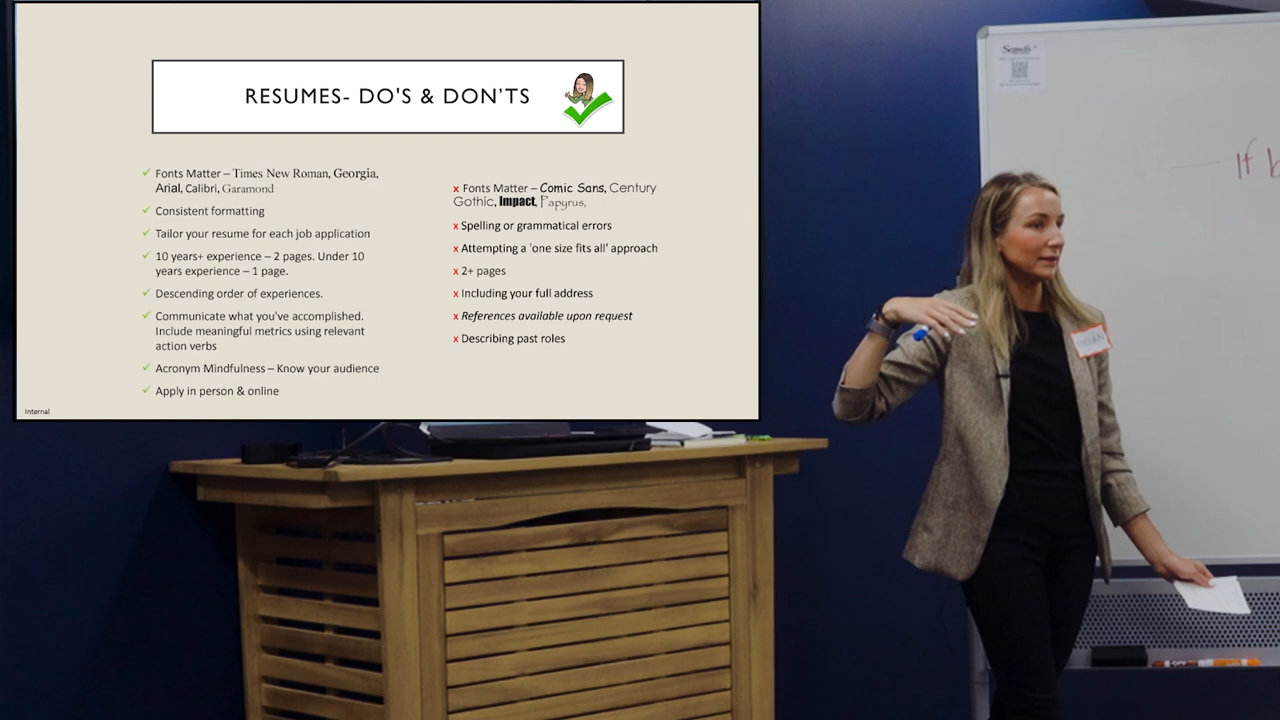 RESUMES- DO'S & DON'TS
✓ Fonts Matter – Times New Roman, Georgia,
Arial, Calibri, Garamond
✓ Consistent formatting
✓ Tailor your resume for each job application
✓ 10 years+ experience – 2 pages. Under 10
years experience – 1 page.
✓ Descending order of experiences.
✓ Communicate what you've accomplished.
Include meaningful metrics using relevant
action verbs
✓ Acronym Mindfulness – Know your audience
✓ Apply in person & online
x Fonts Matter – Comic Sans, Century
Gothic, Impact, Papyrus,
x Spelling or grammatical errors
x Attempting a 'one size fits all' approach
x 2+ pages
x Including your full address
x References available upon request
x Describing past roles
Internal
If